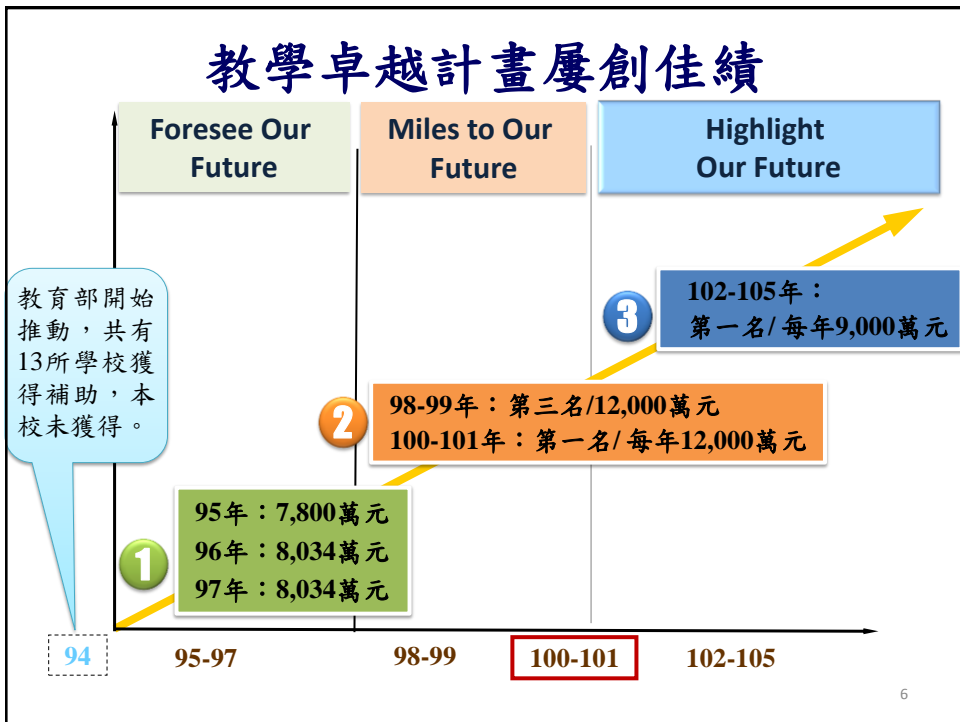 教學卓越計畫屢創佳績
Foresee Our
Future
Miles to Our
Future
Highlight
Our Future
教育部開始
推動，共有
13所學校獲
得補助，本
校未獲得。
3
102-105年：
第一名/ 每年9,000萬元
2
98-99年：第三名/12,000萬元
100-101年：第一名/ 每年12,000萬元
1
95年：7,800萬元
96年：8,034萬元
97年：8,034萬元
94
95-97
98-99
100-101
102-105
6